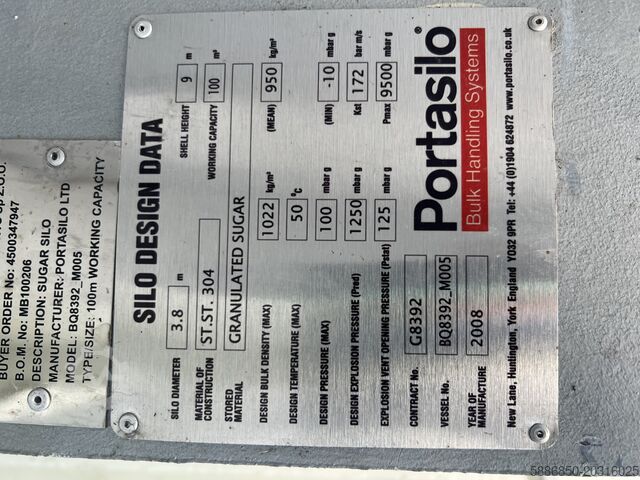 SILO DESIGN DATA
SILO DIAMETER 3.8 m SHELL HEIGHT 9 m
MATERIAL OF CONSTRUCTION ST.ST. 304 WORKING CAPACITY 100 m³
STORED MATERIAL GRANULATED SUGAR
DESIGN BULK DENSITY (MAX) 1022 kg/m³ (MEAN) 950 kg/m³
DESIGN TEMPERATURE (MAX) 50 °c
DESIGN PRESSURE (MAX) 100 mbar g (MIN) -10 mbar g
DESIGN EXPLOSION PRESSURE (Pred) 1250 mbar g Kst 172 bar m/s
EXPLOSION VENT OPENING PRESSURE (Pstat) 125 mbar g Pmax 9500 mbar g
CONTRACT No. G8392
VESSEL No. BQ8392_M005
YEAR OF MANUFACTURE 2008
Portasilo®
Bulk Handling Systems
New Lane, Huntington, York England YO32 9PR Tel: +44 (0)1904 624872 www.portasilo.co.uk
BUYER ORDER No: 4500347947
B.O.M. No: MB100206
DESCRIPTION: SUGAR SILO
MANUFACTURER: PORTASILO LTD
MODEL: BQ8392_M005
TYPE/SIZE: 100m WORKING CAPACITY
5886850-20316025